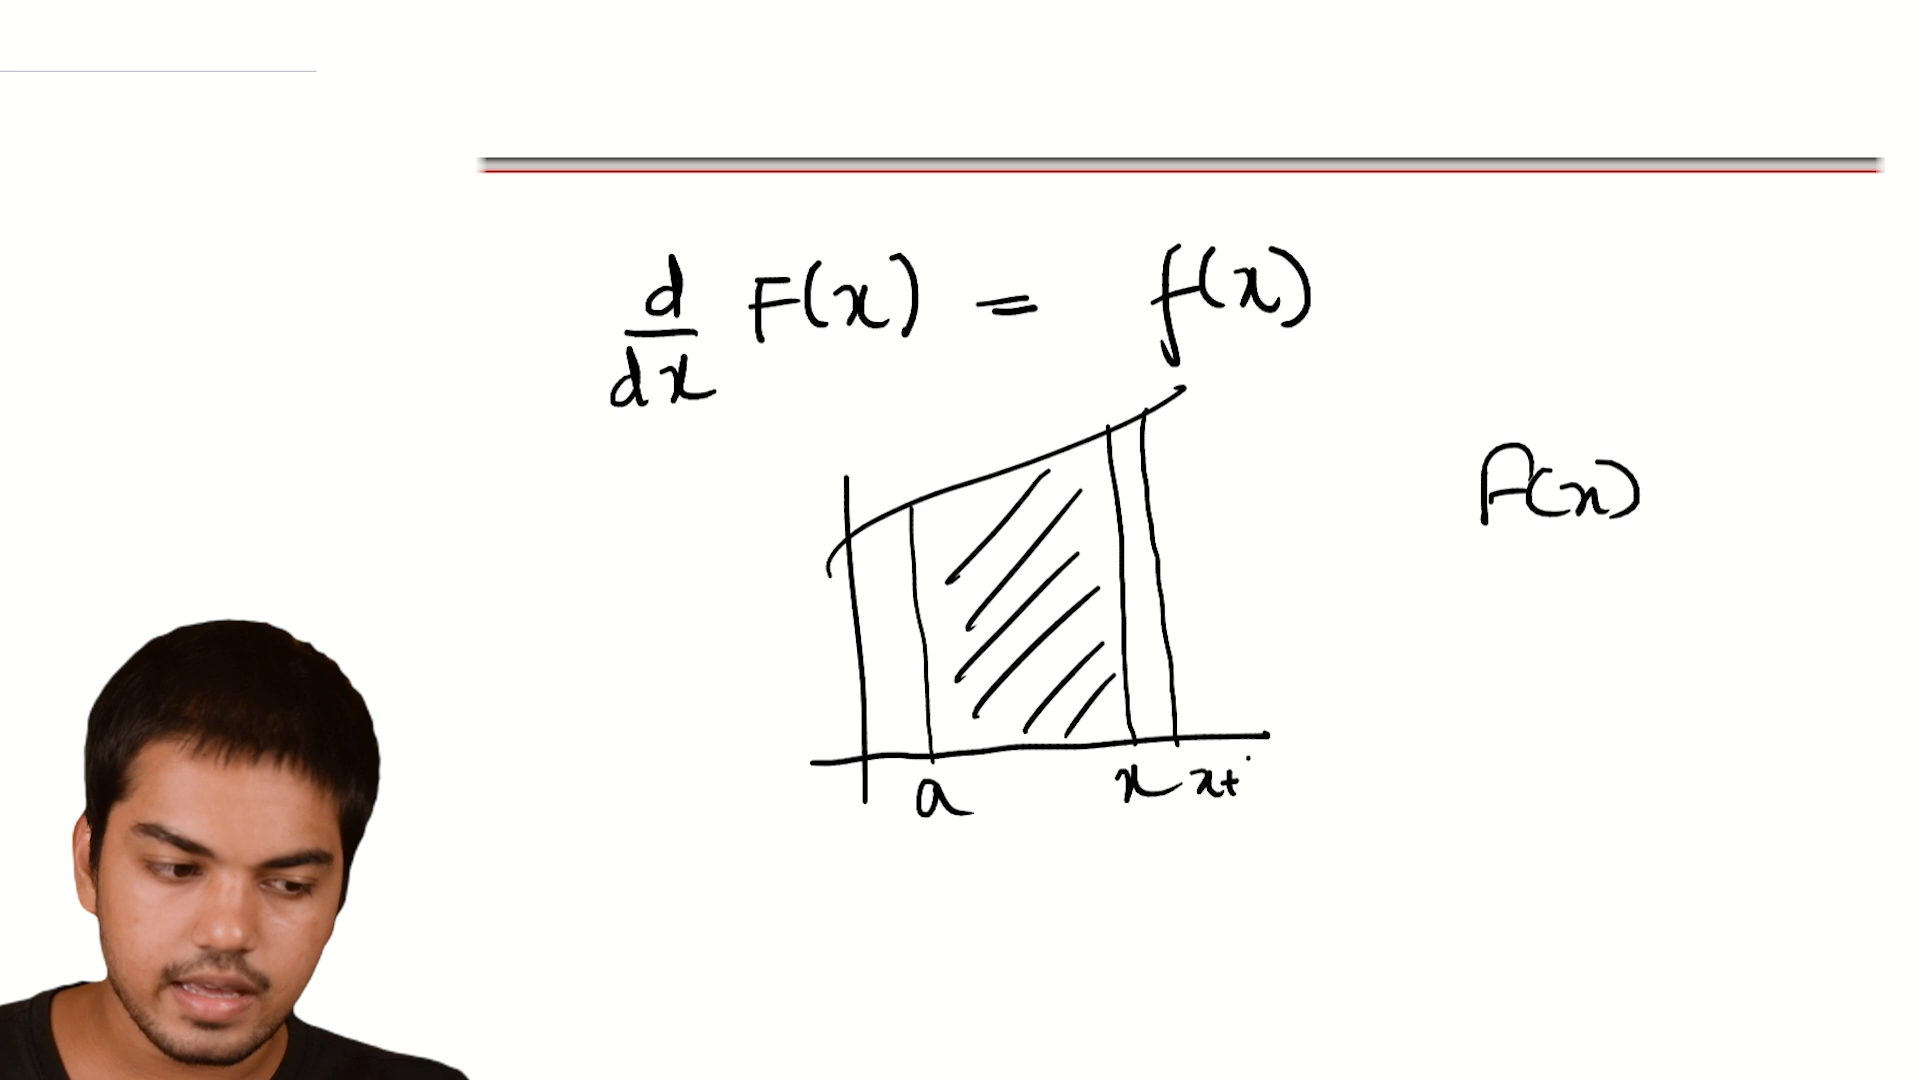 d/dx F(x) = f(x)
F(x)
a x x+